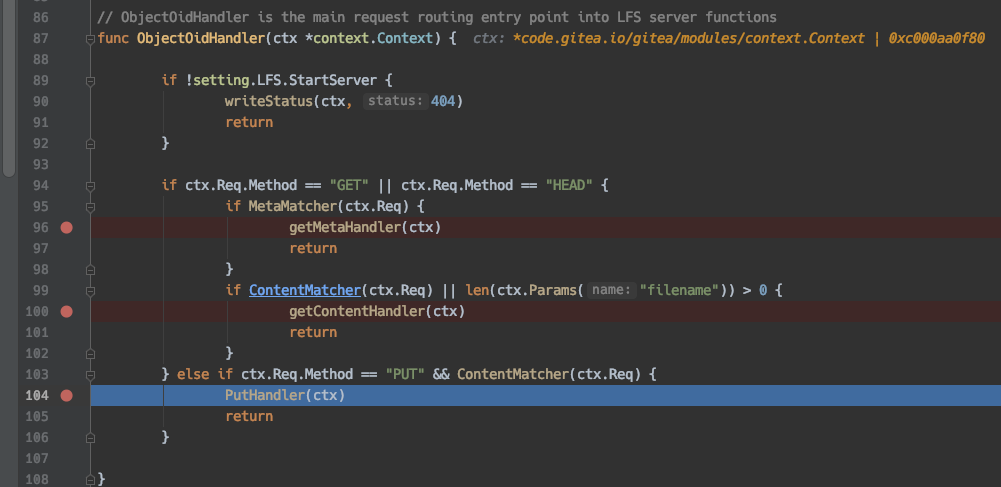 86 // ObjectOidHandler is the main request routing entry point into LFS server functions
87 func ObjectOidHandler(ctx *context.Context) { ctx: *code.gitea.io/gitea/modules/context.Context | 0xc000aa0f80
88
89 if !setting.LFS.StartServer {
90 writeStatus(ctx, status: 404)
91 return
92 }
93
94 if ctx.Req.Method == "GET" || ctx.Req.Method == "HEAD" {
95 if MetaMatcher(ctx.Req) {
96 getMetaHandler(ctx)
97 return
98 }
99 if ContentMatcher(ctx.Req) || len(ctx.Params( name: "filename")) > 0 {
100 getContentHandler(ctx)
101 return
102 }
103 } else if ctx.Req.Method == "PUT" && ContentMatcher(ctx.Req) {
104 PutHandler(ctx)
105 return
106 }
107
108 }